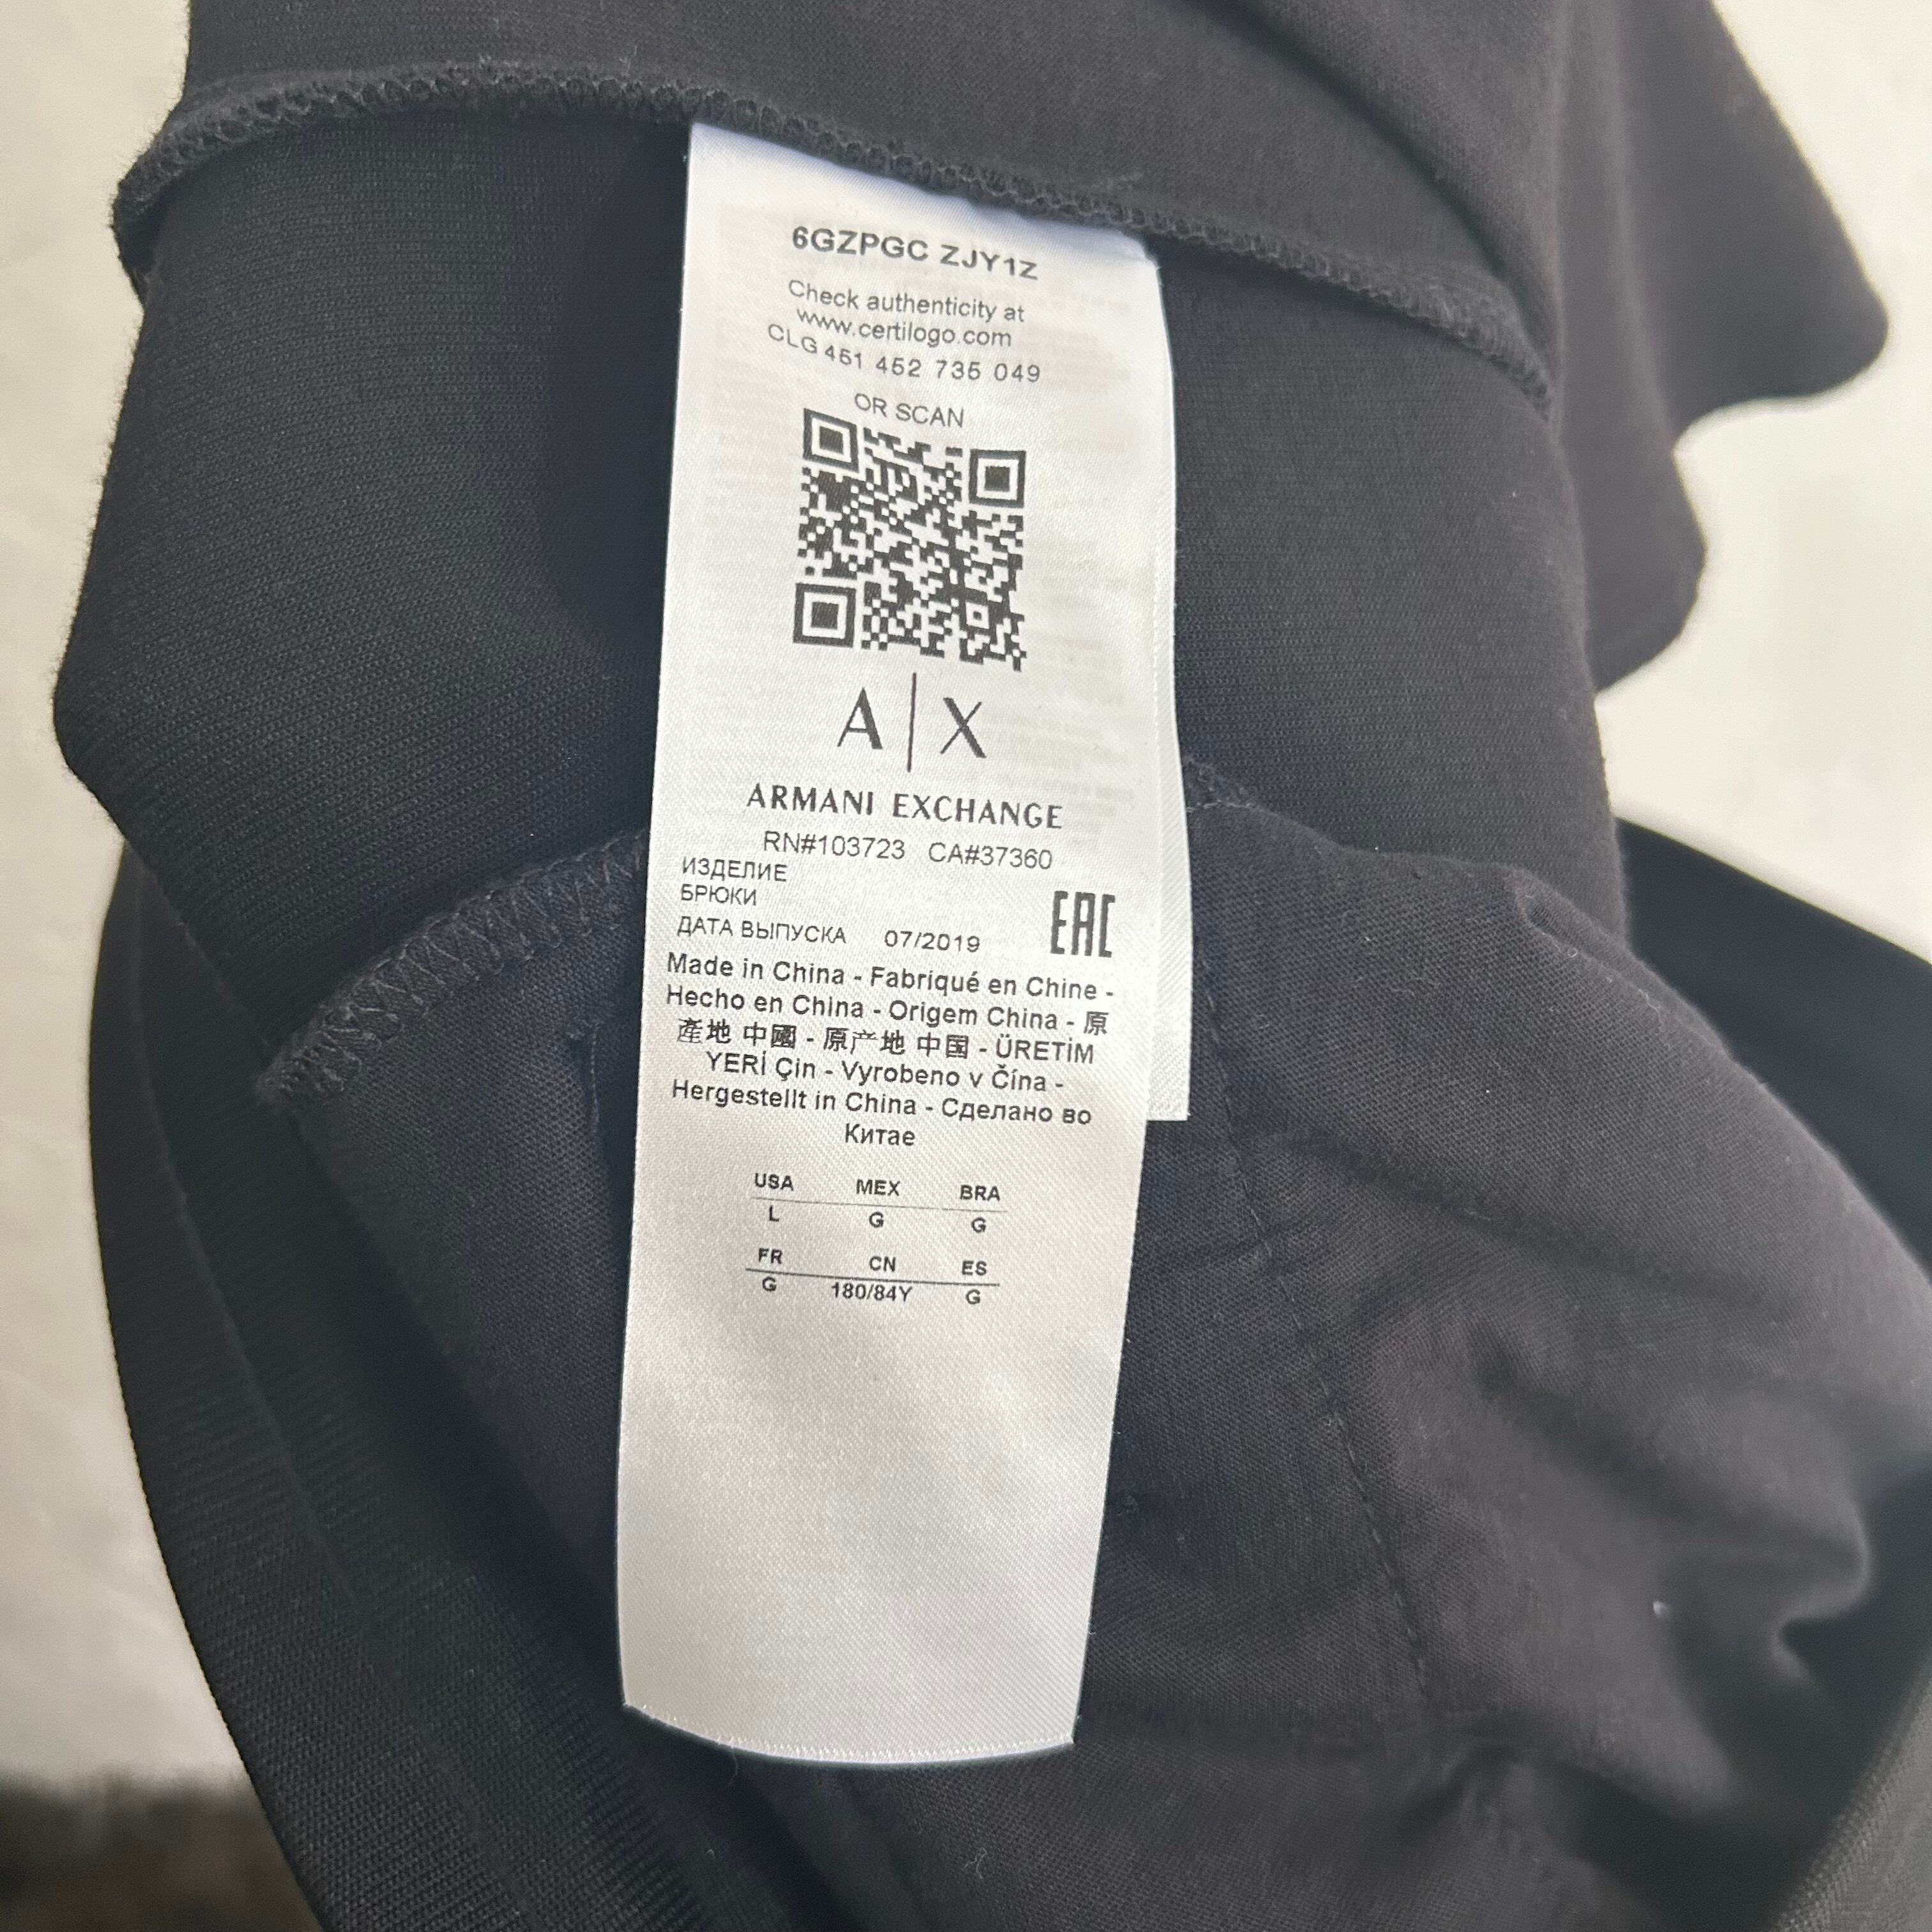 6GZPGC ZJY1Z
Check authenticity at
www.certilogo.com
CLG 451 452 735 049
OR SCAN
A|X
ARMANI EXCHANGE
RN#103723 CA#37360
ИЗДЕЛИЕ
БРЮКИ
ДАТА ВЫПУСКА 07/2019
EAC
Made in China - Fabriqué en Chine -
Hecho en China - Origem China - 原
產地 中國 - 原产地 中国 - ÜRETİM
YERİ Çin - Vyrobeno v Čína -
Hergestellt in China - Сделано во
Китае
USA MEX BRA
L G G
FR CN ES
G 180/84Y G